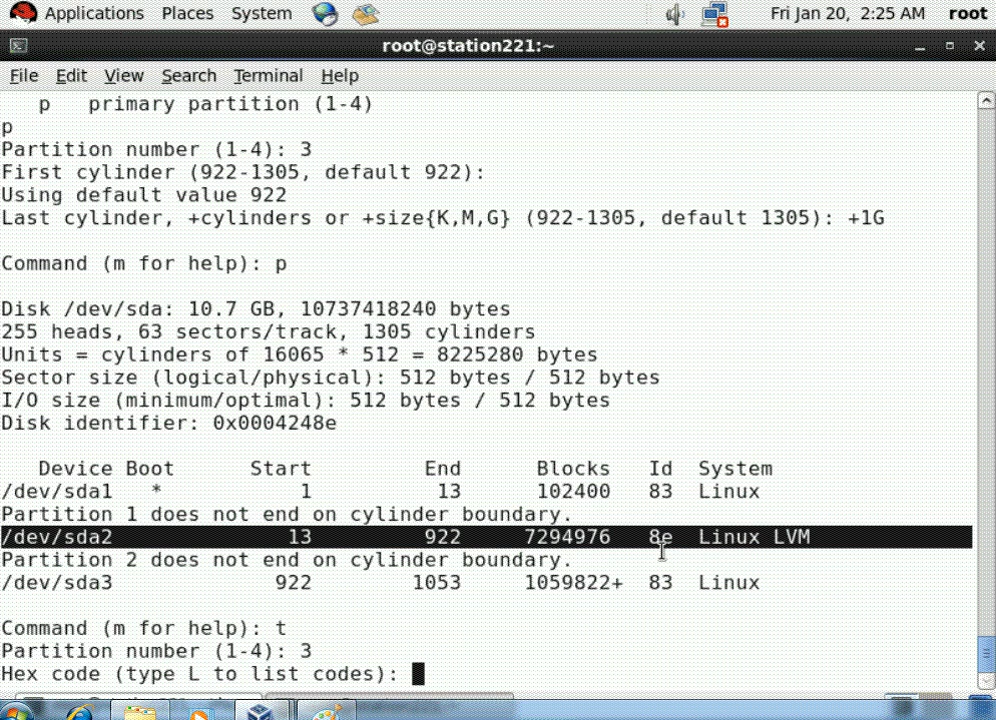 Applications Places System Fri Jan 20, 2:25 AM root
root@station221:~
File Edit View Search Terminal Help
p primary partition (1-4)
p
Partition number (1-4): 3
First cylinder (922-1305, default 922):
Using default value 922
Last cylinder, +cylinders or +size{K,M,G} (922-1305, default 1305): +1G
Command (m for help): p
Disk /dev/sda: 10.7 GB, 10737418240 bytes
255 heads, 63 sectors/track, 1305 cylinders
Units = cylinders of 16065 * 512 = 8225280 bytes
Sector size (logical/physical): 512 bytes / 512 bytes
I/O size (minimum/optimal): 512 bytes / 512 bytes
Disk identifier: 0x0004248e
Device Boot Start End Blocks Id System
/dev/sda1 * 1 13 102400 83 Linux
Partition 1 does not end on cylinder boundary.
/dev/sda2 13 922 7294976 8e Linux LVM
Partition 2 does not end on cylinder boundary.
/dev/sda3 922 1053 1059822+ 83 Linux
Command (m for help): t
Partition number (1-4): 3
Hex code (type L to list codes):